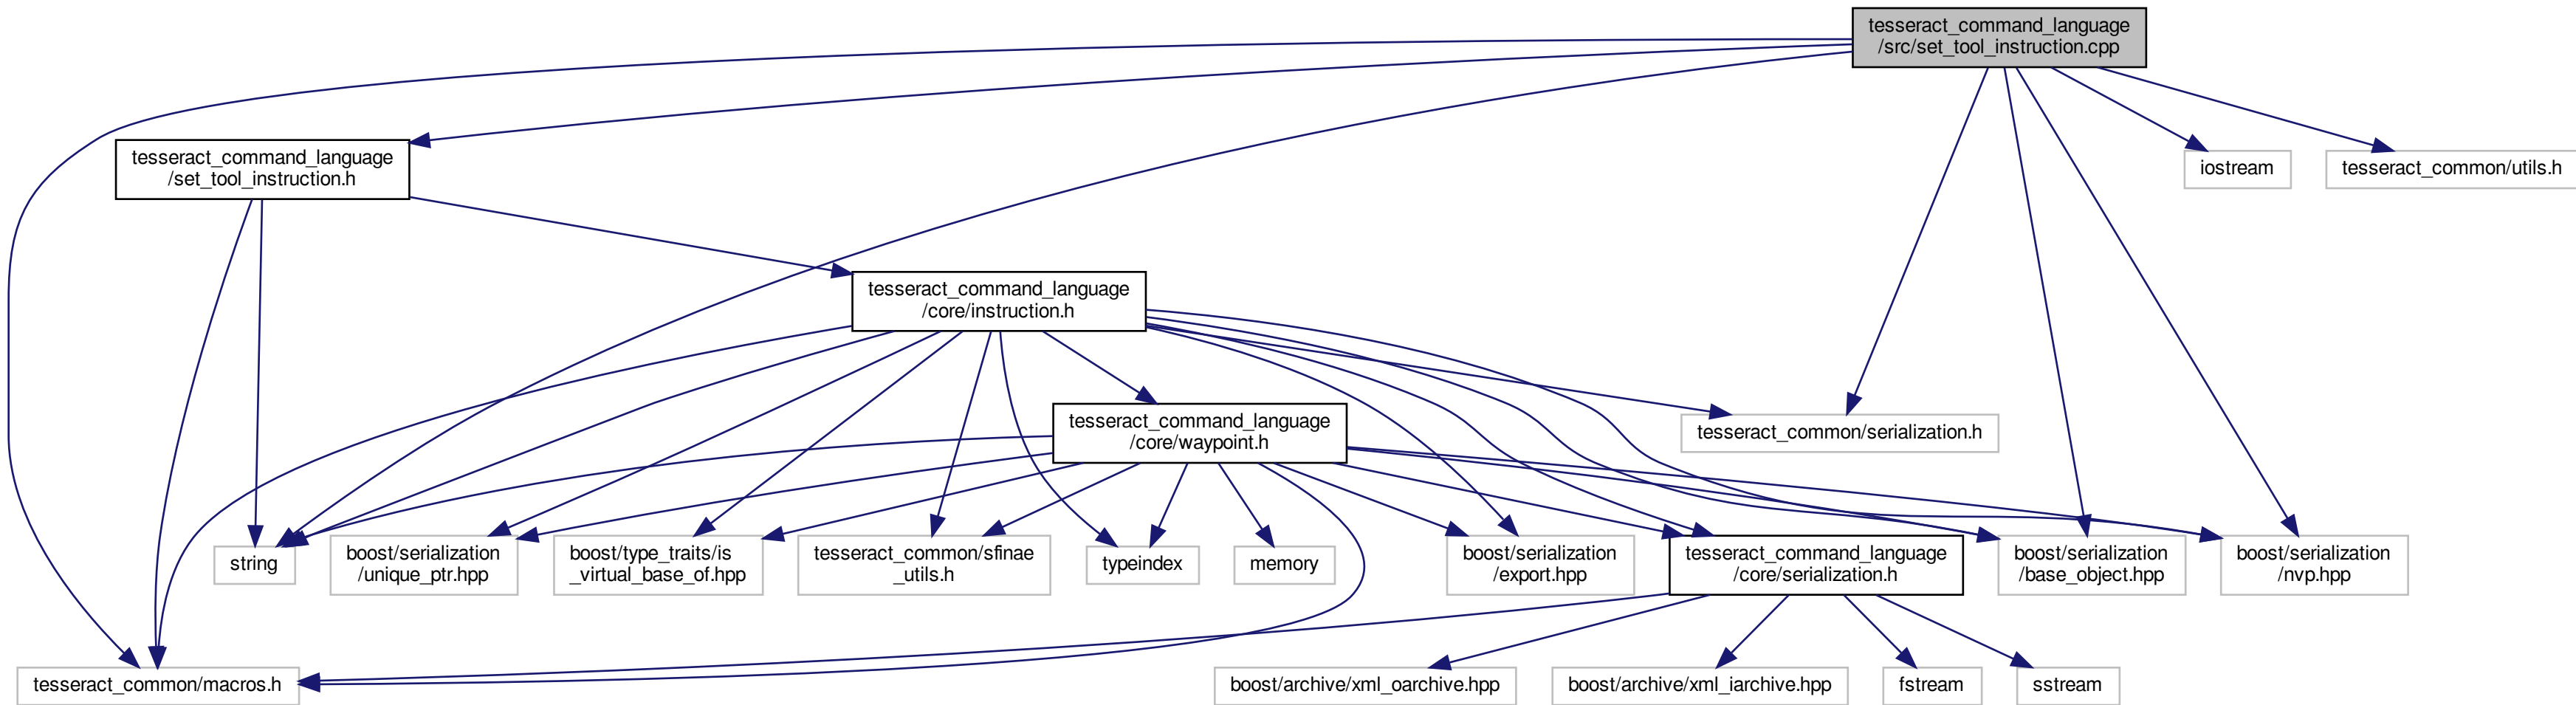 tesseract_command_language
/src/set_tool_instruction.cpp
tesseract_command_language
/set_tool_instruction.h
iostream
tesseract_common/utils.h
tesseract_command_language
/core/instruction.h
tesseract_command_language
/core/waypoint.h
tesseract_common/serialization.h
string
boost/serialization
/unique_ptr.hpp
boost/type_traits/is
_virtual_base_of.hpp
tesseract_common/sfinae
_utils.h
typeindex
memory
boost/serialization
/export.hpp
tesseract_command_language
/core/serialization.h
boost/serialization
/base_object.hpp
boost/serialization
/nvp.hpp
tesseract_common/macros.h
boost/archive/xml_oarchive.hpp
boost/archive/xml_iarchive.hpp
fstream
sstream